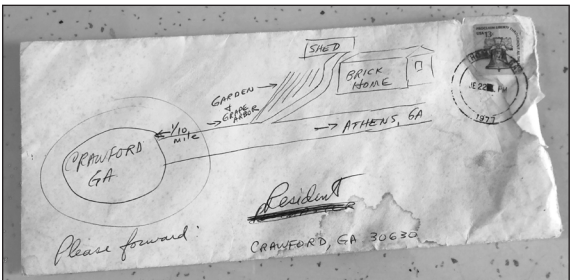 SHED
BRICK
HOME
GARDEN
&
GRAPE
ARBOR
1/10
mile
→ ATHENS, GA
CRAWFORD
GA
Resident
CRAWFORD, GA 30630
Please forward.
PM
1977